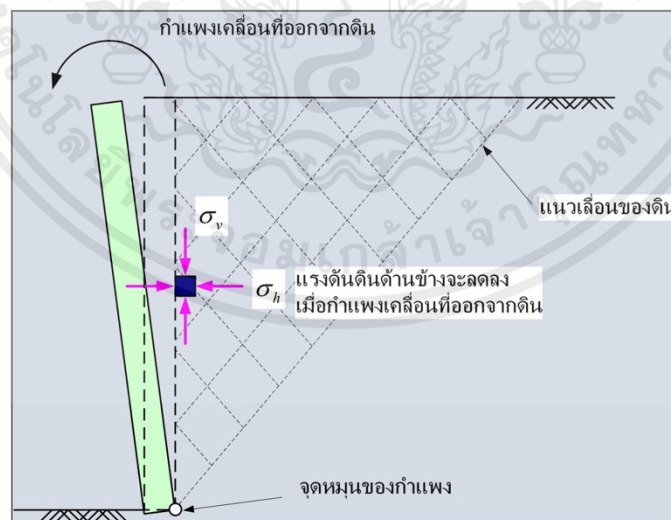 กำแพงเคลื่อนที่ออกจากดิน
แนวเลื่อนของดิน
σv
σh
แรงดันดินด้านข้างจะลดลง
เมื่อกำแพงเคลื่อนที่ออกจากดิน
จุดหมุนของกำแพง